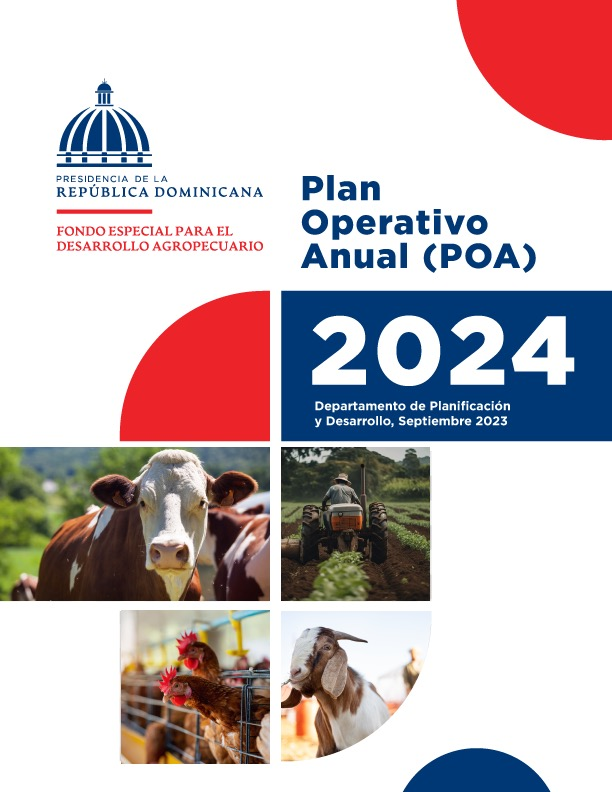 PRESIDENCIA DE LA
REPÚBLICA DOMINICANA
FONDO ESPECIAL PARA EL
DESARROLLO AGROPECUARIO
Plan
Operativo
Anual (POA)
2024
Departamento de Planificación
y Desarrollo, Septiembre 2023